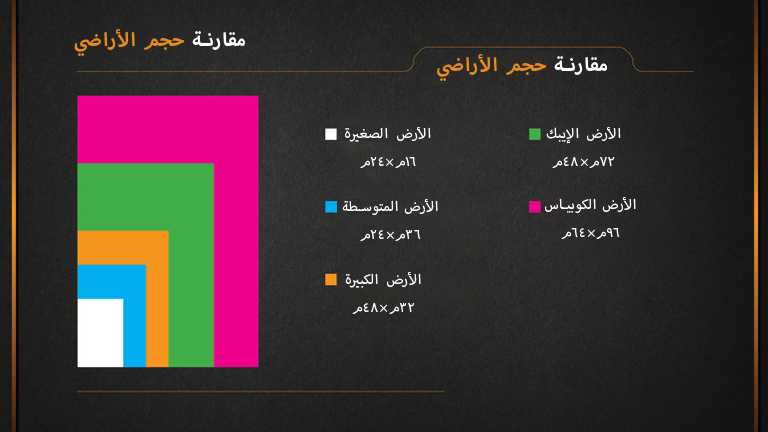 مقارنة حجم الأراضي
مقارنة حجم الأراضي
الأرض الإيبك
٧٢م×٤٨م
الأرض الكوبياس
٩٦م×٦٤م
الأرض الصغيرة
١٦م×٢٤م
الأرض المتوسطة
٣٦م×٢٤م
الأرض الكبيرة
٣٢م×٤٨م